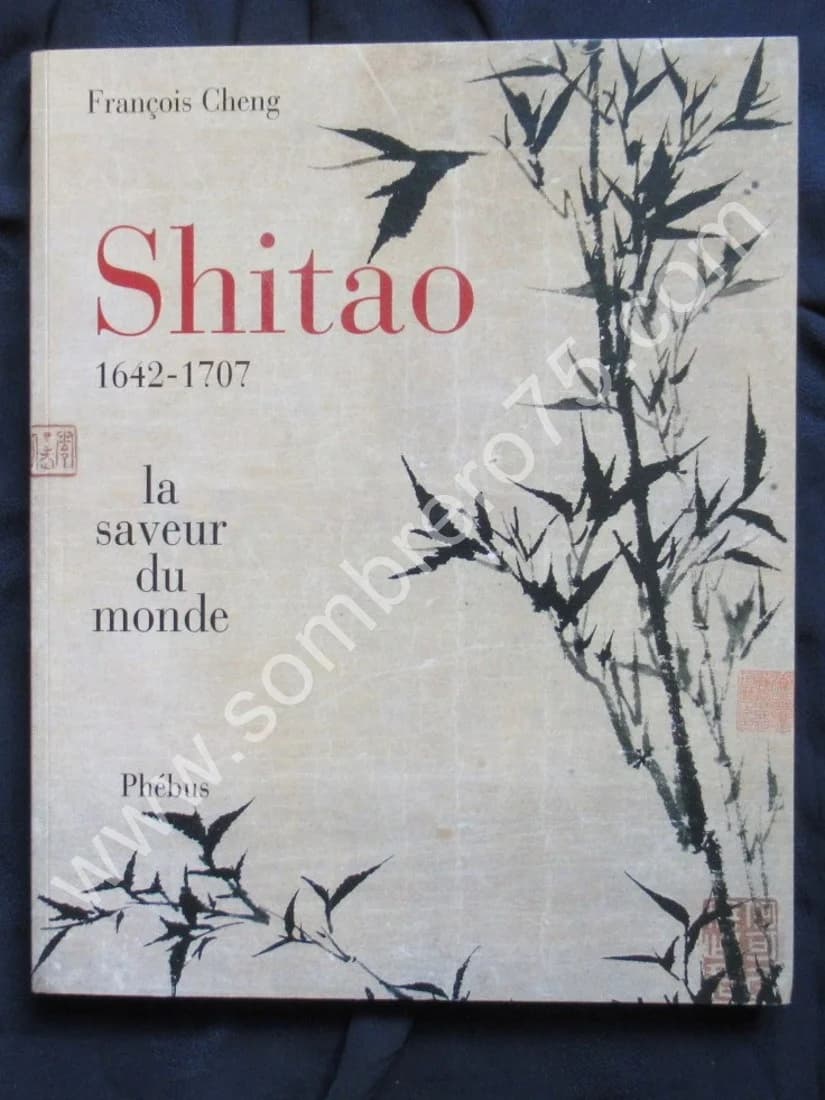 François Cheng
Shitao
1642-1707
la
saveur
du
monde
Phébus
www.sombrero75.com